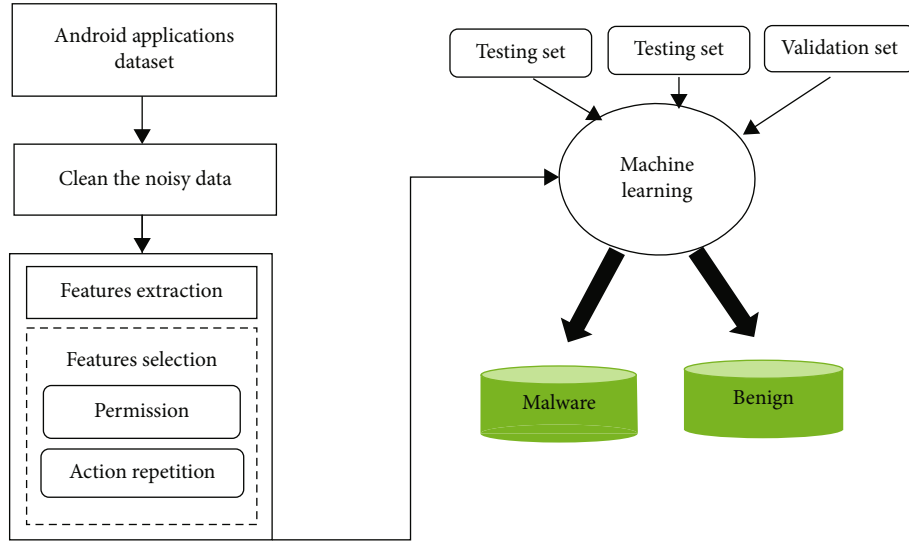 Android applications
dataset
Clean the noisy data
Features extraction
Features selection
Permission
Action repetition
Testing set
Testing set
Validation set
Machine
learning
Malware
Benign